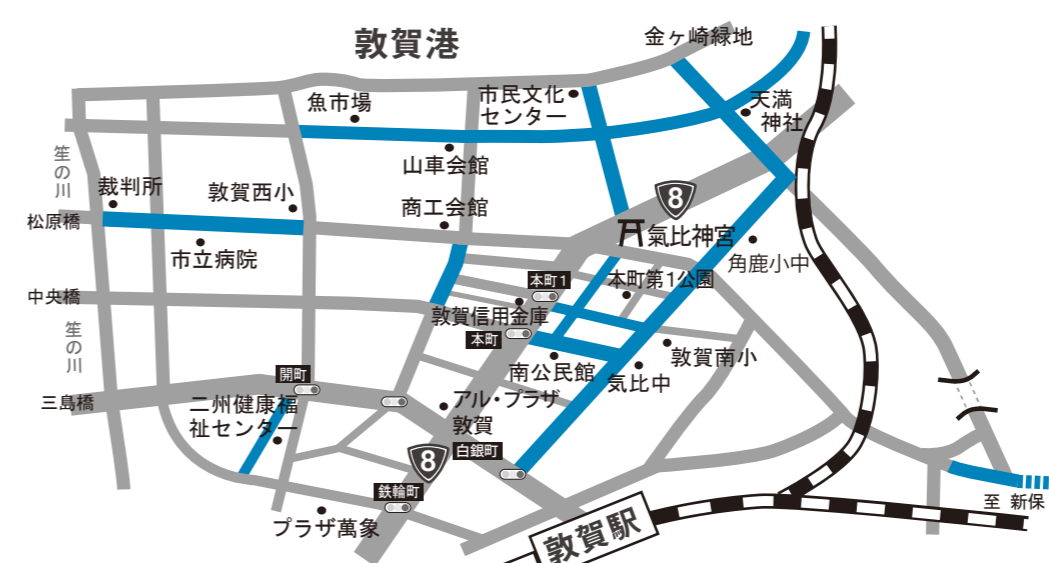 敦賀港
金ヶ崎緑地
魚市場
市民文化
センター
天満
神社
笙の川
山車会館
裁判所
敦賀西小
8
松原橋
商工会館
氣比神宮
市立病院
角鹿小中
本町1
本町第1公園
中央橋
敦賀信用金庫
本町
笙の川
南公民館
気比中
敦賀南小
開町
三島橋
二州健康福
祉センター
アル・プラザ
敦賀
白銀町
8
鉄輪町
プラザ萬象
敦賀駅
至 新保